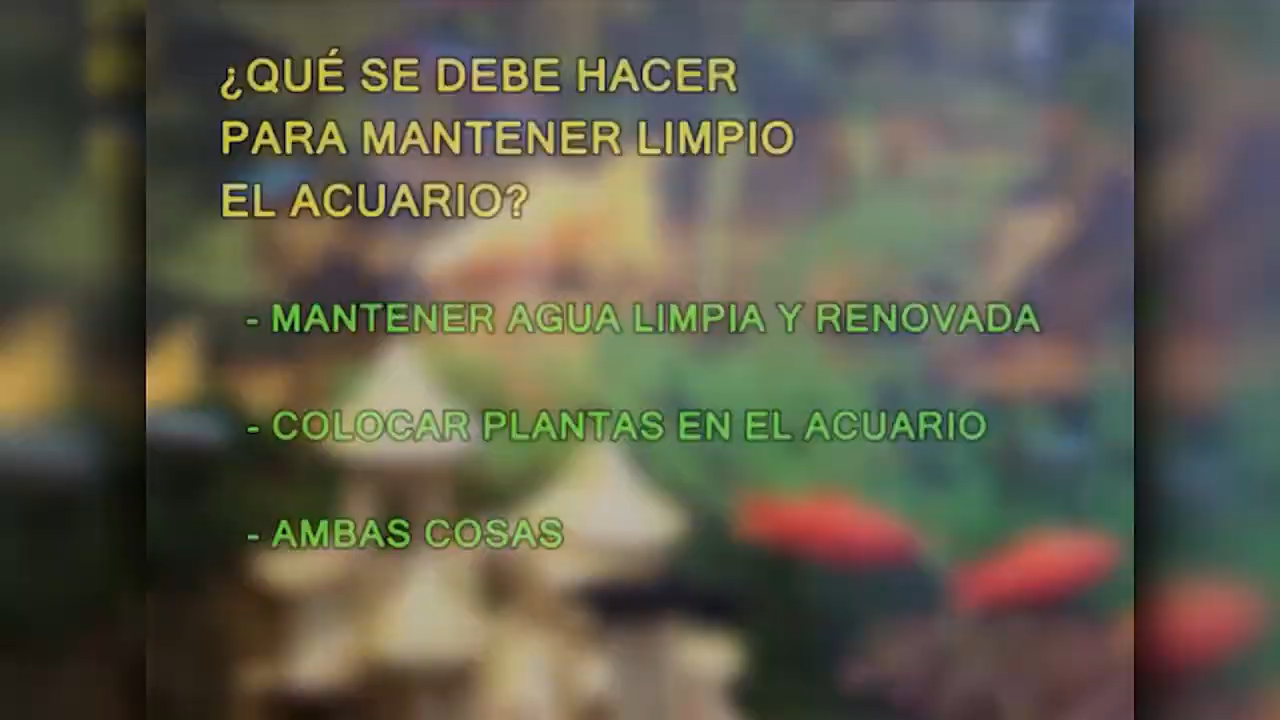 ¿QUÉ SE DEBE HACER
PARA MANTENER LIMPIO
EL ACUARIO?
- MANTENER AGUA LIMPIA Y RENOVADA
- COLOCAR PLANTAS EN EL ACUARIO
- AMBAS COSAS